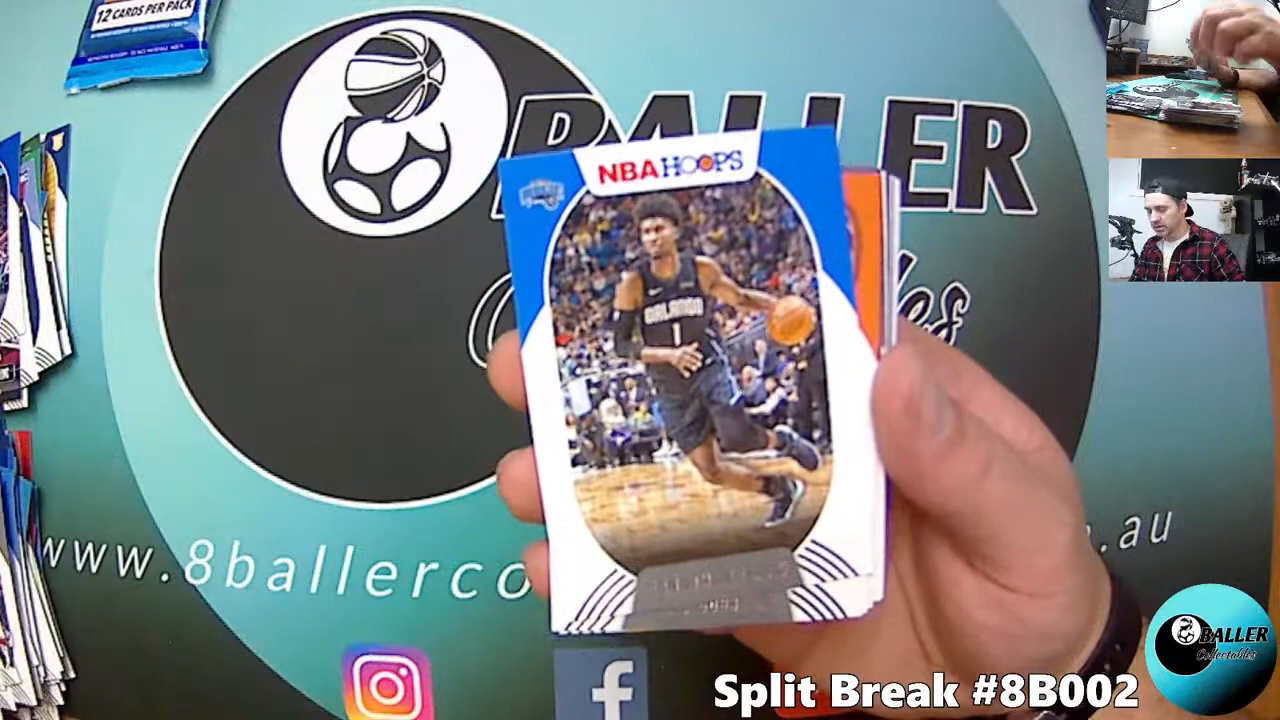 12 CARDS PER PACK
BALLER
NBA HOOPS
ORLANDO
1
www.8ballerco
.au
f
Split Break #8B002
BALLER
Collectables